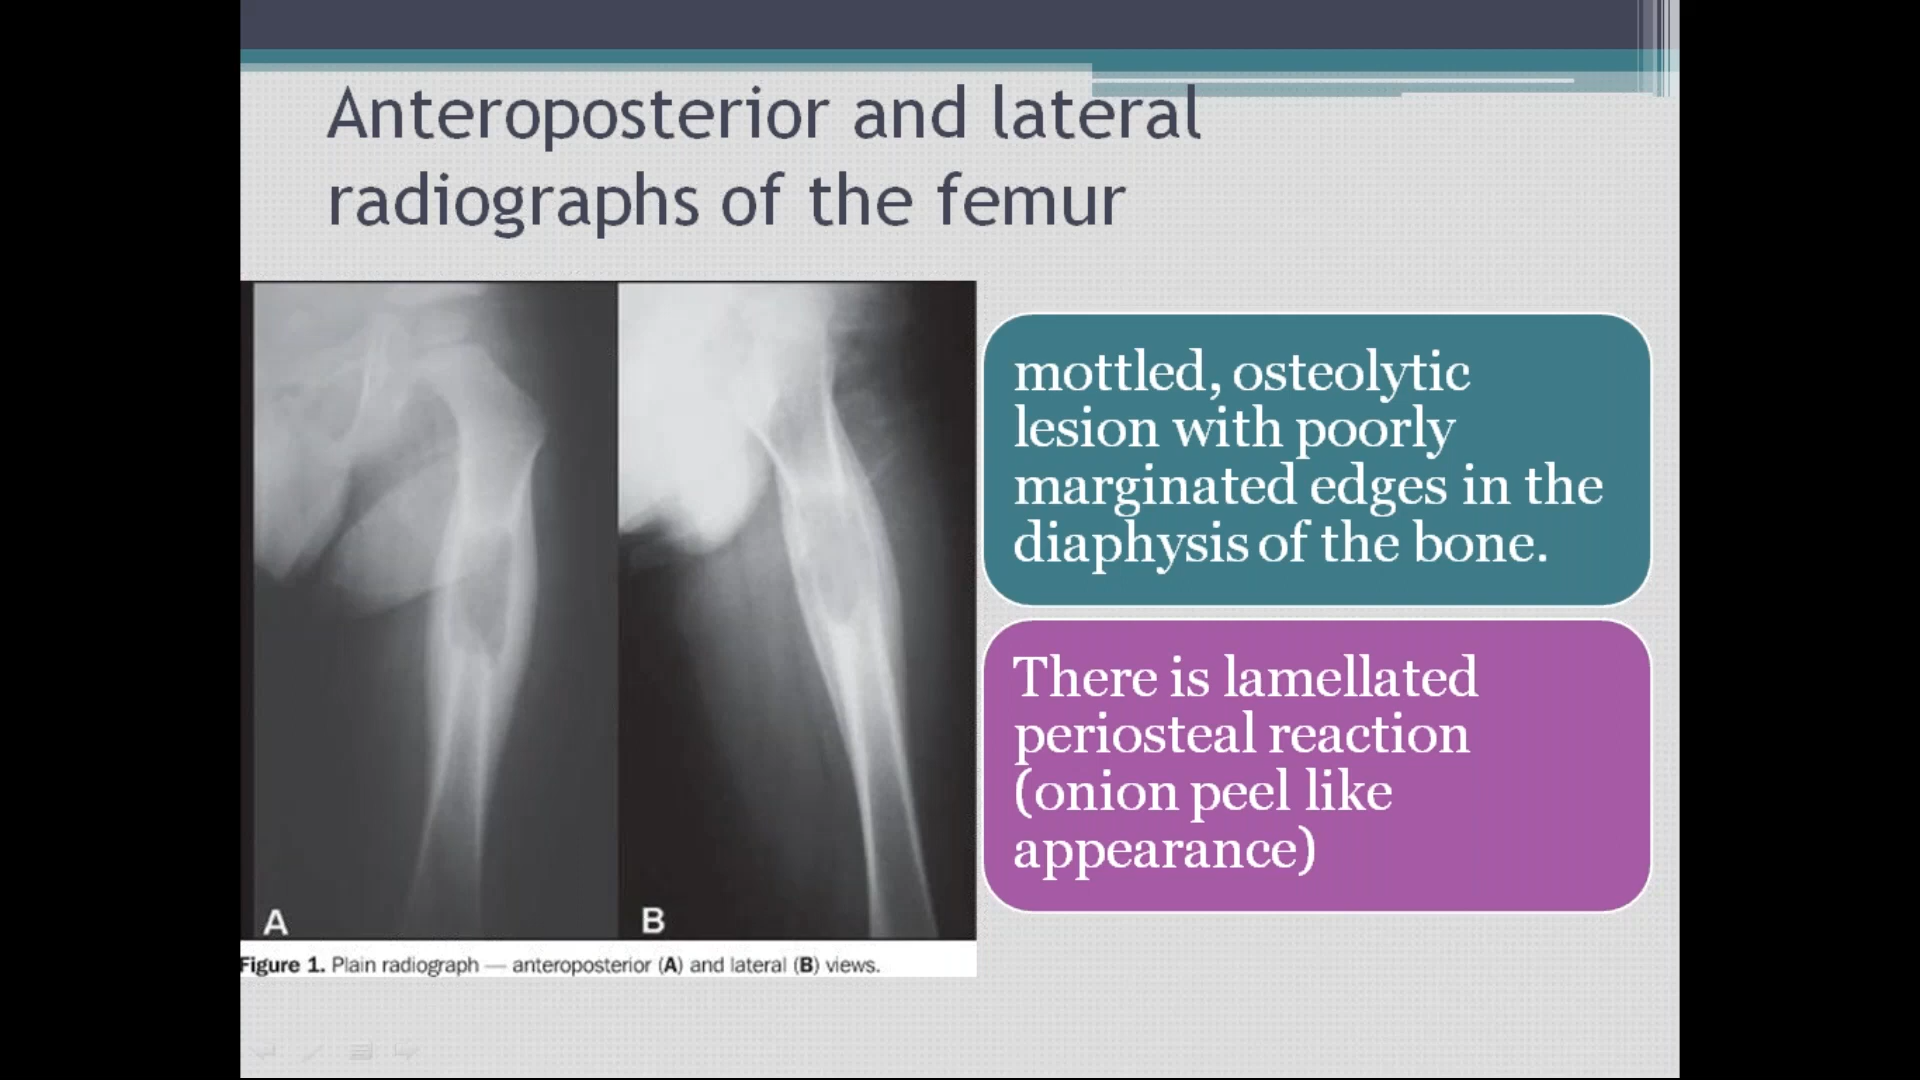 Anteroposterior and lateral
radiographs of the femur
mottled, osteolytic
lesion with poorly
marginated edges in the
diaphysis of the bone.
There is lamellated
periosteal reaction
(onion peel like
appearance)
A
B
Figure 1. Plain radiograph — anteroposterior (A) and lateral (B) views.